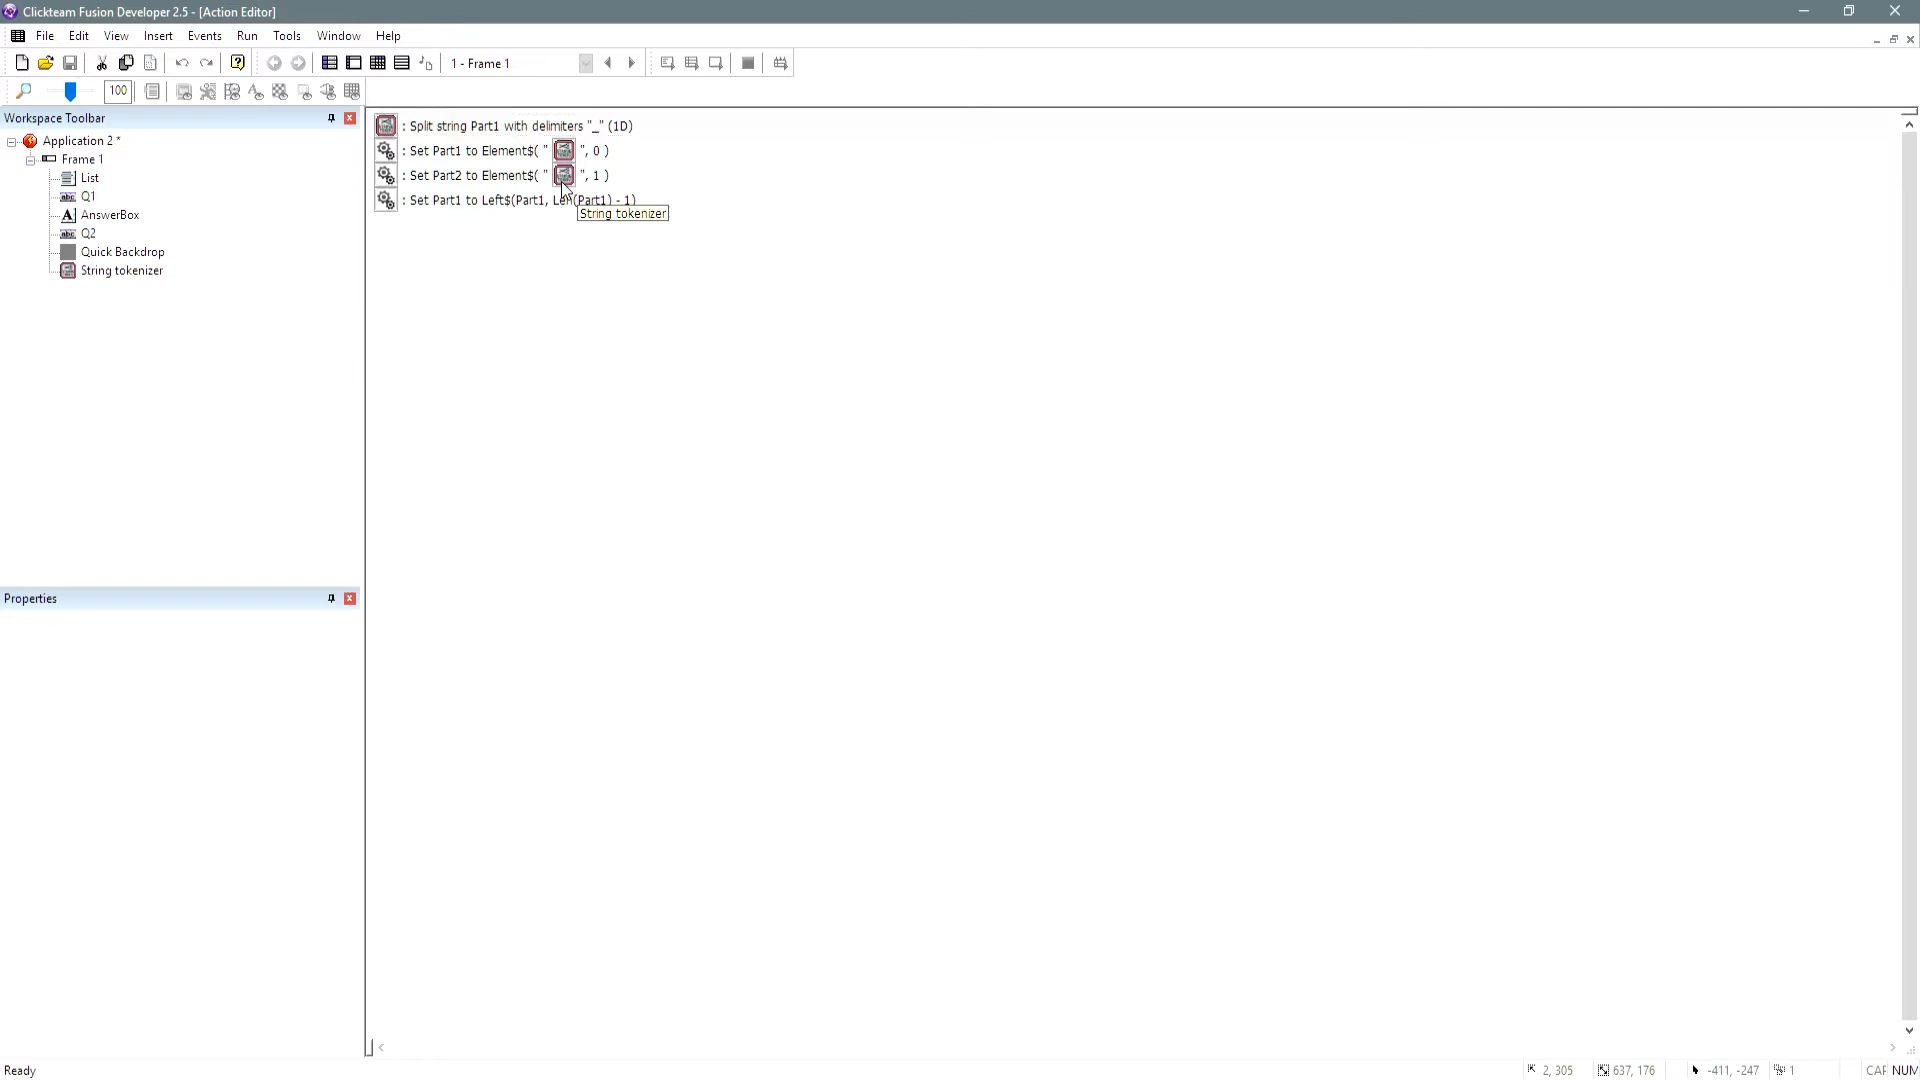 Clickteam Fusion Developer 2.5 - [Action Editor]
File Edit View Insert Events Run Tools Window Help
1 - Frame 1
100
Workspace Toolbar
Application 2 *
Frame 1
List
Q1
AnswerBox
Q2
Quick Backdrop
String tokenizer
: Split string Part1 with delimiters "_" (1D)
: Set Part1 to Element$( " ", 0 )
: Set Part2 to Element$( " ", 1 )
: Set Part1 to Left$(Part1, Len(Part1) - 1)
String tokenizer
Properties
Ready
2, 305
637, 176
-411, -247
1
CAP NUM